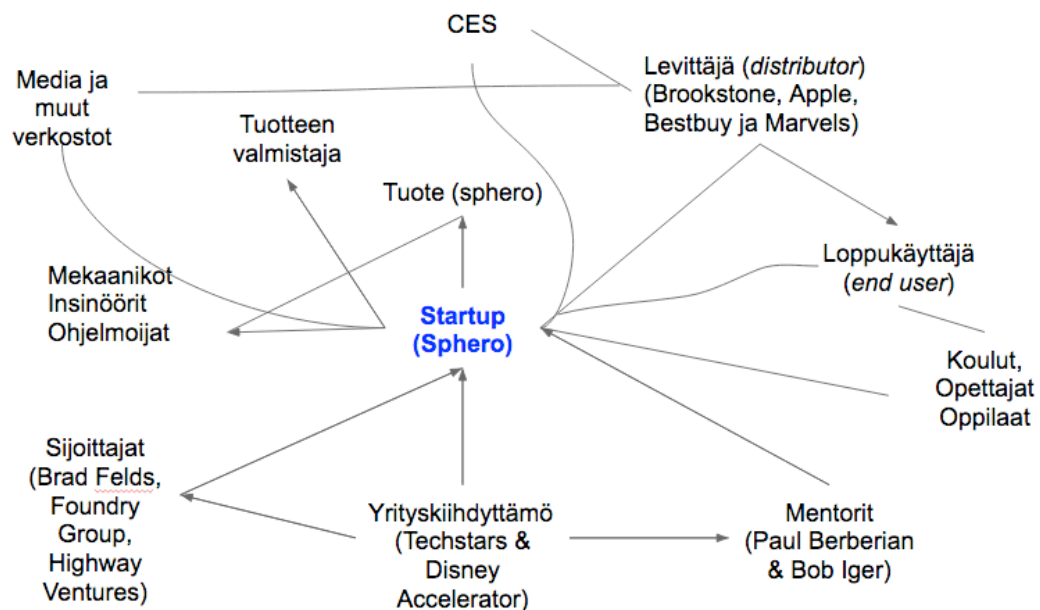 CES
Media ja
muut
verkostot
Levittäjä (distributor)
(Brookstone, Apple,
Bestbuy ja Marvels)
Tuotteen
valmistaja
Tuote (sphero)
Mekaanikot
Insinöörit
Ohjelmoijat
Loppukäyttäjä
(end user)
Startup
(Sphero)
Koulut,
Opettajat
Oppilaat
Sijoittajat
(Brad Felds,
Foundry
Group,
Highway
Ventures)
Yrityskiihdyttämö
(Techstars &
Disney
Accelerator)
Mentorit
(Paul Berberian
& Bob Iger)